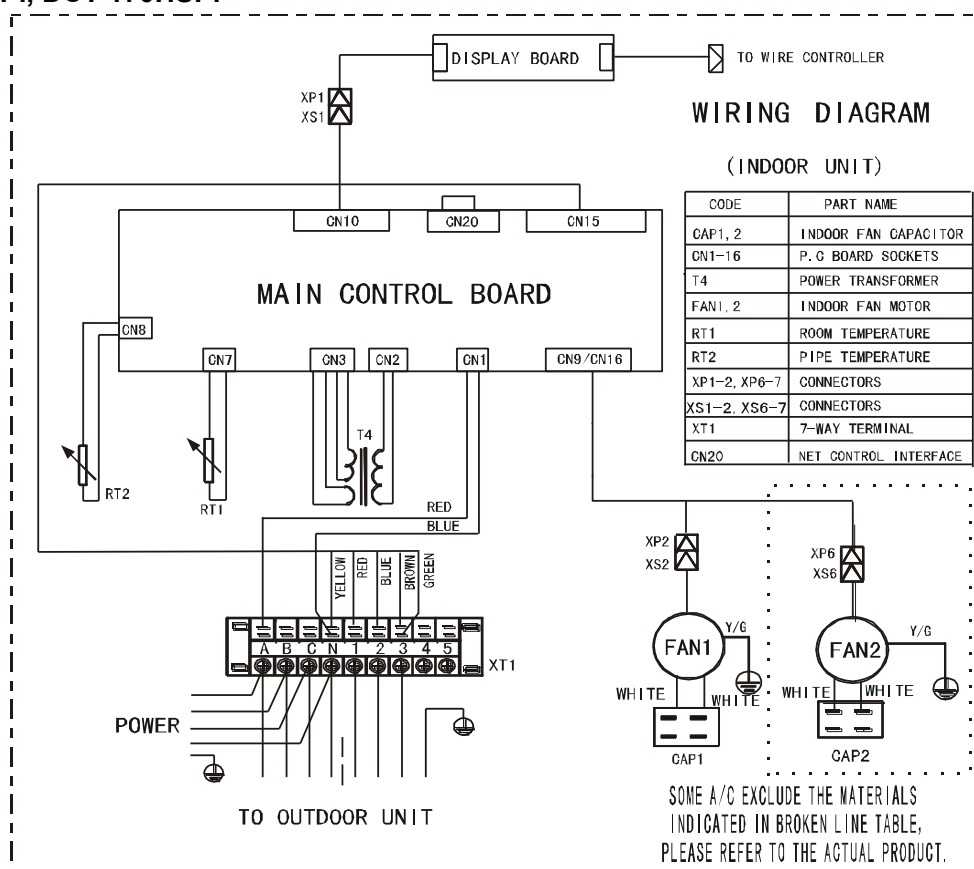 DISPLAY BOARD
TO WIRE CONTROLLER
XP1
XS1
WIRING DIAGRAM
(INDOOR UNIT)
CODE PART NAME
CAP1, 2 INDOOR FAN CAPACITOR
CN1-16 P.C BOARD SOCKETS
T4 POWER TRANSFORMER
FAN1, 2 INDOOR FAN MOTOR
RT1 ROOM TEMPERATURE
RT2 PIPE TEMPERATURE
XP1-2, XP6-7 CONNECTORS
XS1-2, XS6-7 CONNECTORS
XT1 7-WAY TERMINAL
CN20 NET CONTROL INTERFACE
CN10
CN20
CN15
MAIN CONTROL BOARD
CN8
CN7
CN3
CN2
CN1
CN9/CN16
T4
RT2
RT1
RED
BLUE
YELLOW
RED
BLUE
BROWN
GREEN
XP2
XS2
XP6
XS6
A B C N 1 2 3 4 5
XT1
FAN1
Y/G
FAN2
Y/G
WHITE
WHITE
WHITE
WHITE
POWER
CAP1
CAP2
TO OUTDOOR UNIT
SOME A/C EXCLUDE THE MATERIALS
INDICATED IN BROKEN LINE TABLE,
PLEASE REFER TO THE ACTUAL PRODUCT.